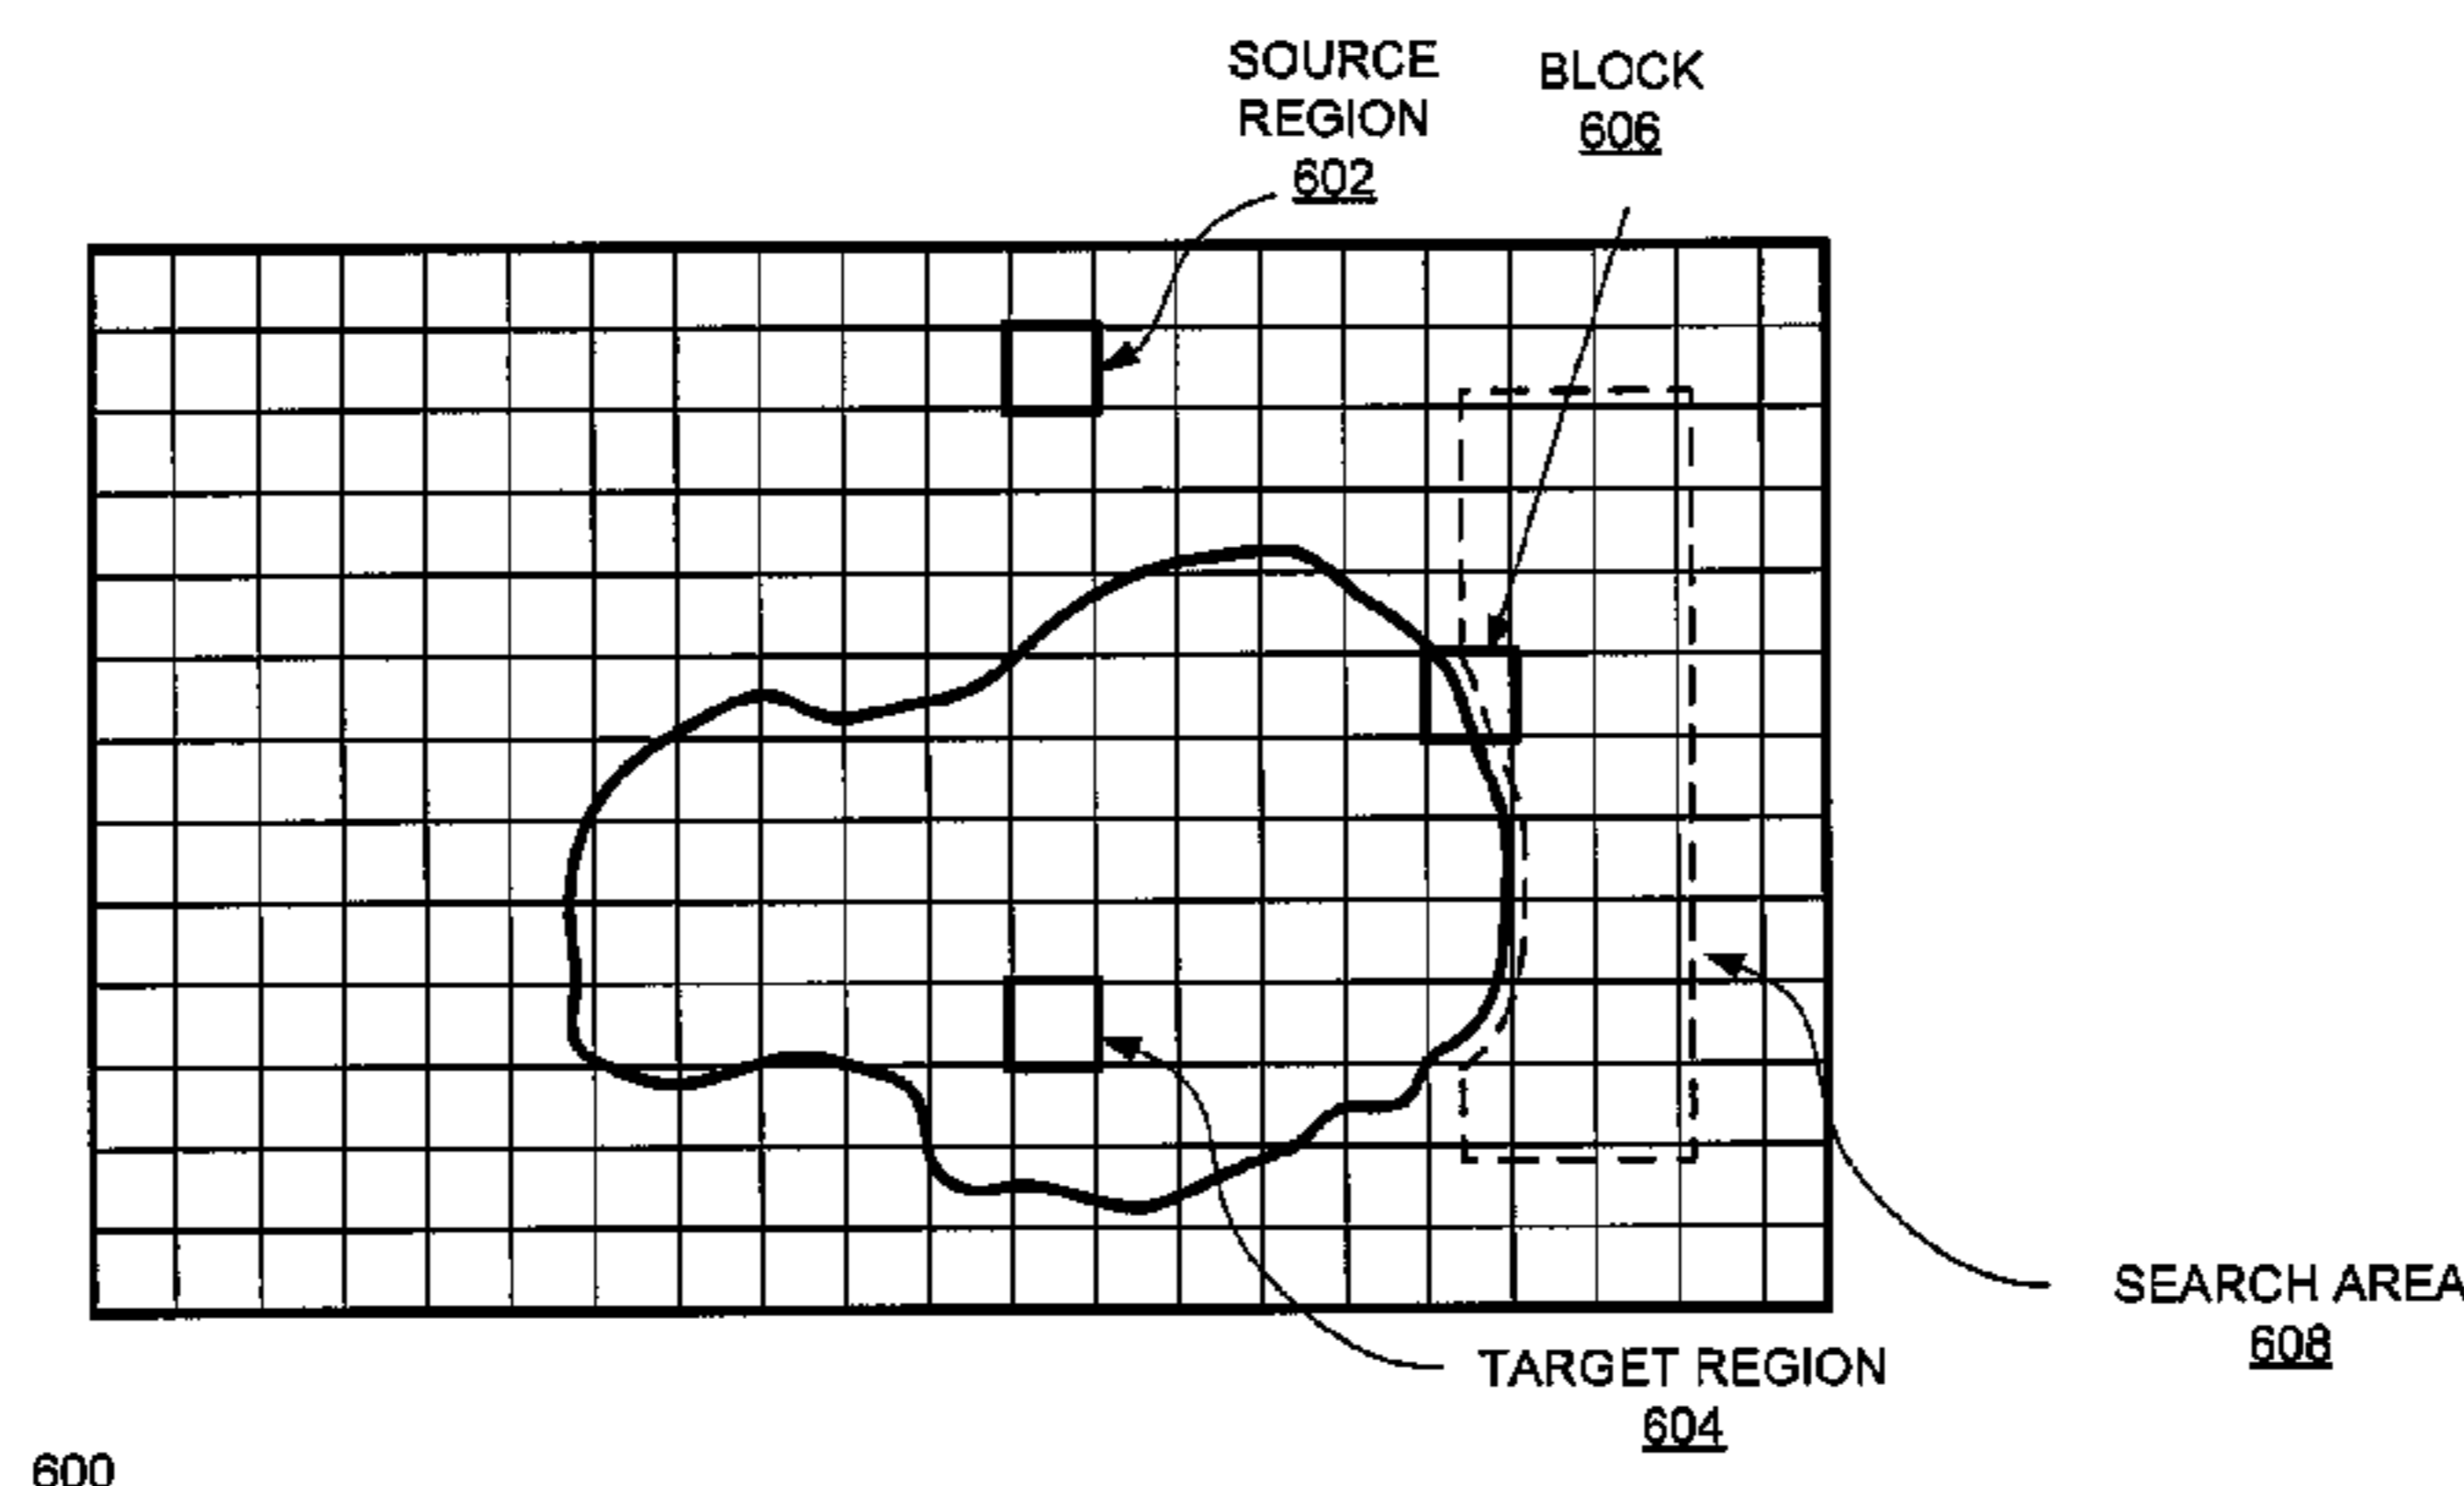 SOURCE
REGION
602
BLOCK
606
SEARCH AREA
608
TARGET REGION
604
600